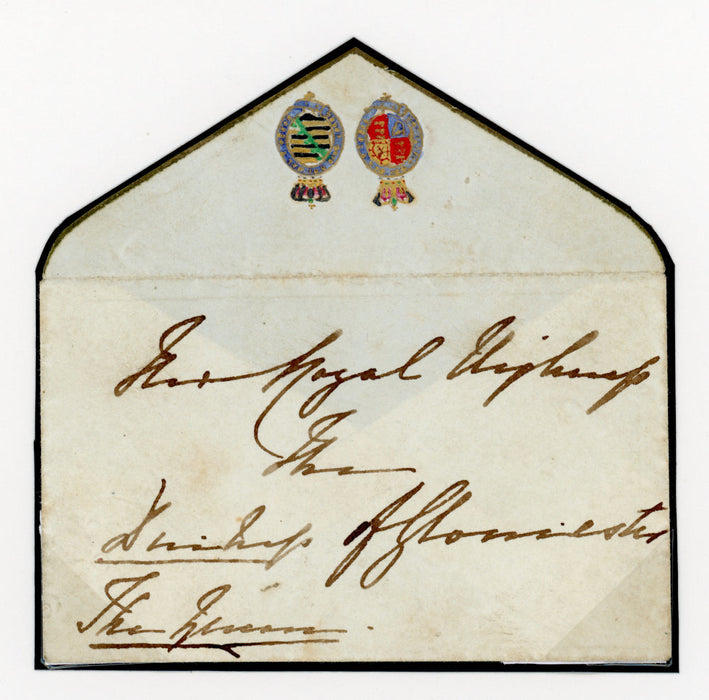 Her Royal Highness
The
Duchess of Gloucester
The Queen.